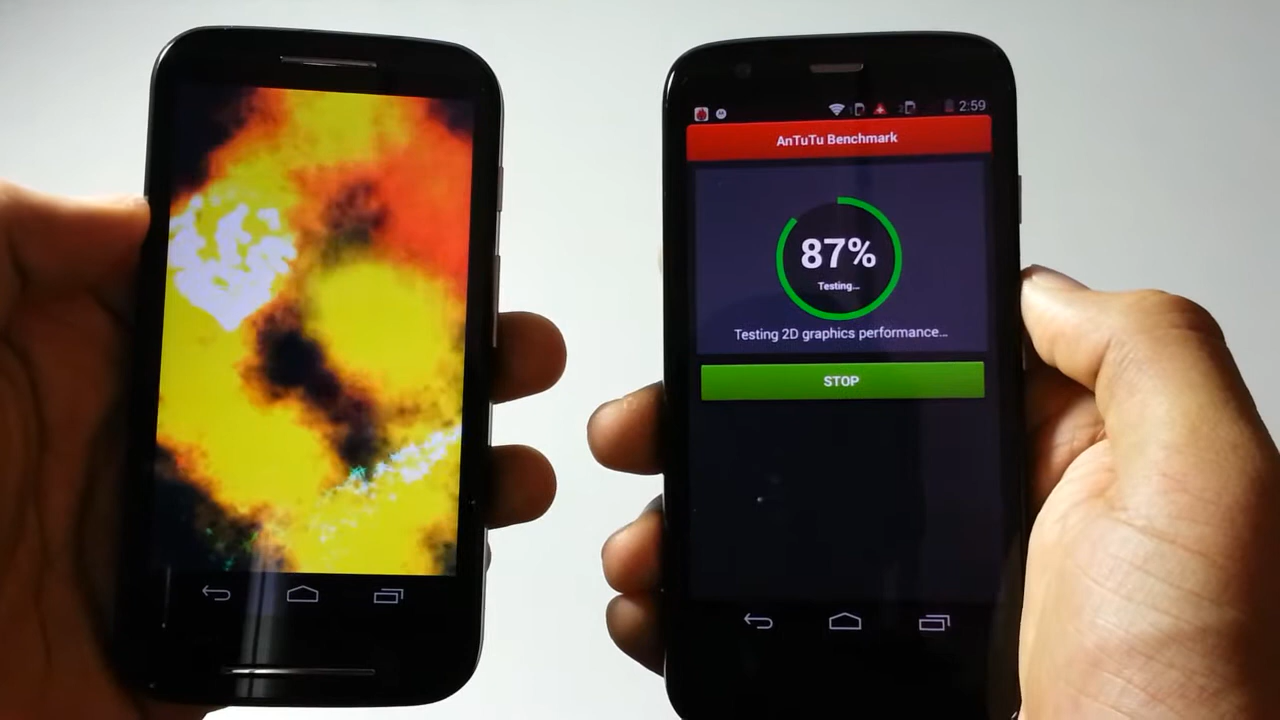 2:59
AnTuTu Benchmark
87%
Testing...
Testing 2D graphics performance...
STOP